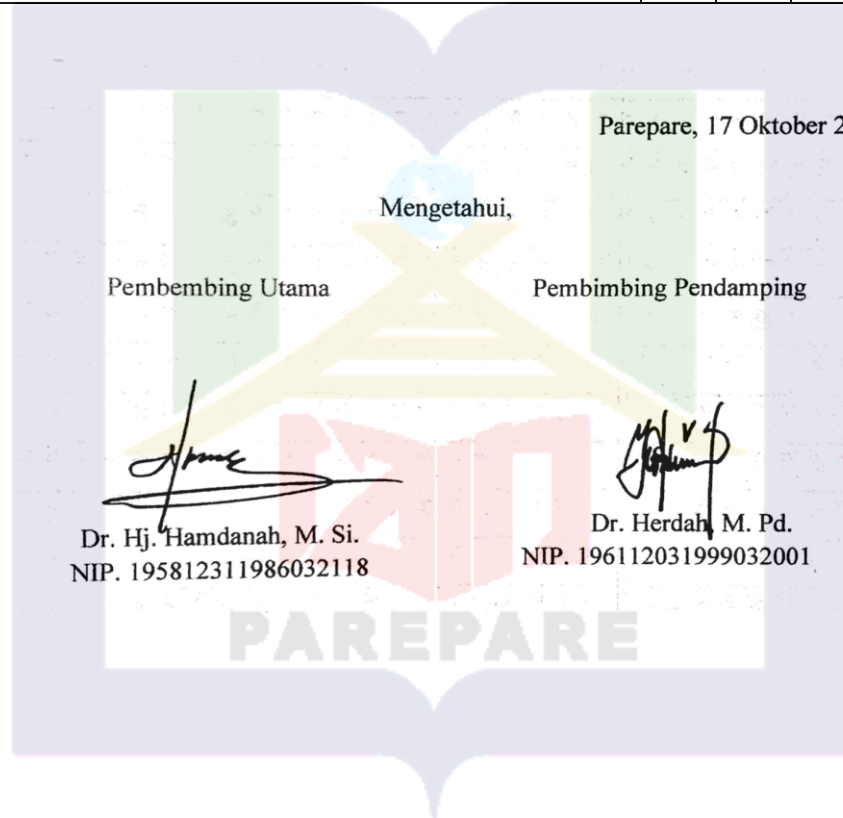 Parepare, 17 Oktober 2
Mengetahui,
Pembembing Utama
Pembimbing Pendamping
Dr. Hj. Hamdanah, M. Si.
NIP. 195812311986032118
Dr. Herdah, M. Pd.
NIP. 196112031999032001
PAREPARE